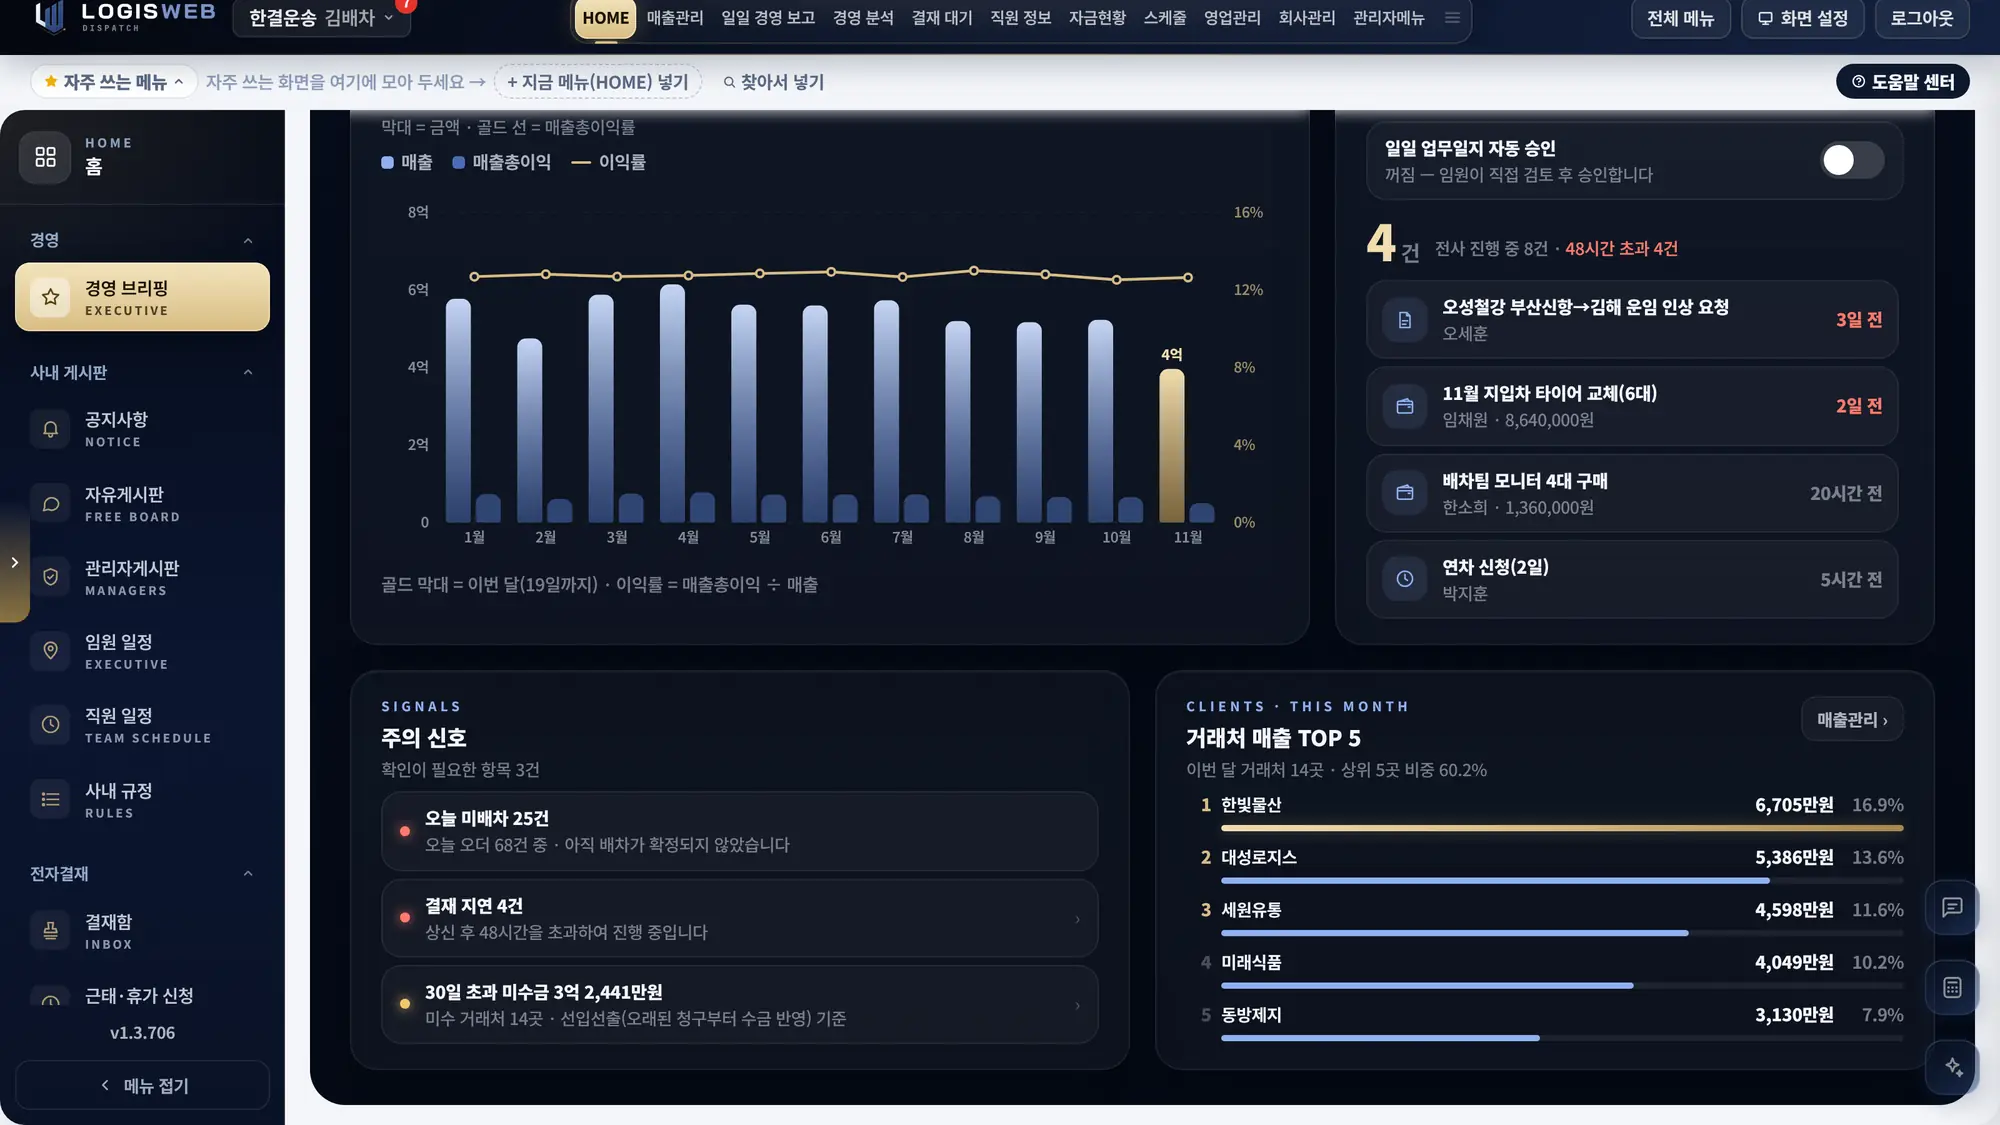 LOGISWEB
DISPATCH
한결운송 김배차
7
HOME
매출관리
일일 경영 보고
경영 분석
결재 대기
직원 정보
자금현황
스케줄
영업관리
회사관리
관리자메뉴
전체 메뉴
화면 설정
로그아웃
자주 쓰는 메뉴
자주 쓰는 화면을 여기에 모아 두세요 →
+ 지금 메뉴(HOME) 넣기
찾아서 넣기
도움말 센터
HOME
홈
경영
경영 브리핑
EXECUTIVE
사내 게시판
공지사항
NOTICE
자유게시판
FREE BOARD
관리자게시판
MANAGERS
임원 일정
EXECUTIVE
직원 일정
TEAM SCHEDULE
사내 규정
RULES
전자결재
결재함
INBOX
근태·휴가 신청
v1.3.706
메뉴 접기
막대 = 금액 · 골드 선 = 매출총이익률
매출
매출총이익
이익률
8억
6억
4억
2억
0
16%
12%
8%
4%
0%
4억
1월
2월
3월
4월
5월
6월
7월
8월
9월
10월
11월
골드 막대 = 이번 달(19일까지) · 이익률 = 매출총이익 ÷ 매출
일일 업무일지 자동 승인
꺼짐 — 임원이 직접 검토 후 승인합니다
4건 전사 진행 중 8건 · 48시간 초과 4건
오성철강 부산신항→김해 운임 인상 요청
오세훈
3일 전
11월 지입차 타이어 교체(6대)
임채원 · 8,640,000원
2일 전
배차팀 모니터 4대 구매
한소희 · 1,360,000원
20시간 전
연차 신청(2일)
박지훈
5시간 전
SIGNALS
주의 신호
확인이 필요한 항목 3건
오늘 미배차 25건
오늘 오더 68건 중 · 아직 배차가 확정되지 않았습니다
결재 지연 4건
상신 후 48시간을 초과하여 진행 중입니다
30일 초과 미수금 3억 2,441만원
미수 거래처 14곳 · 선입선출(오래된 청구부터 수금 반영) 기준
CLIENTS · THIS MONTH
거래처 매출 TOP 5
이번 달 거래처 14곳 · 상위 5곳 비중 60.2%
매출관리 ›
1 한빛물산 6,705만원 16.9%
2 대성로지스 5,386만원 13.6%
3 세원유통 4,598만원 11.6%
4 미래식품 4,049만원 10.2%
5 동방제지 3,130만원 7.9%